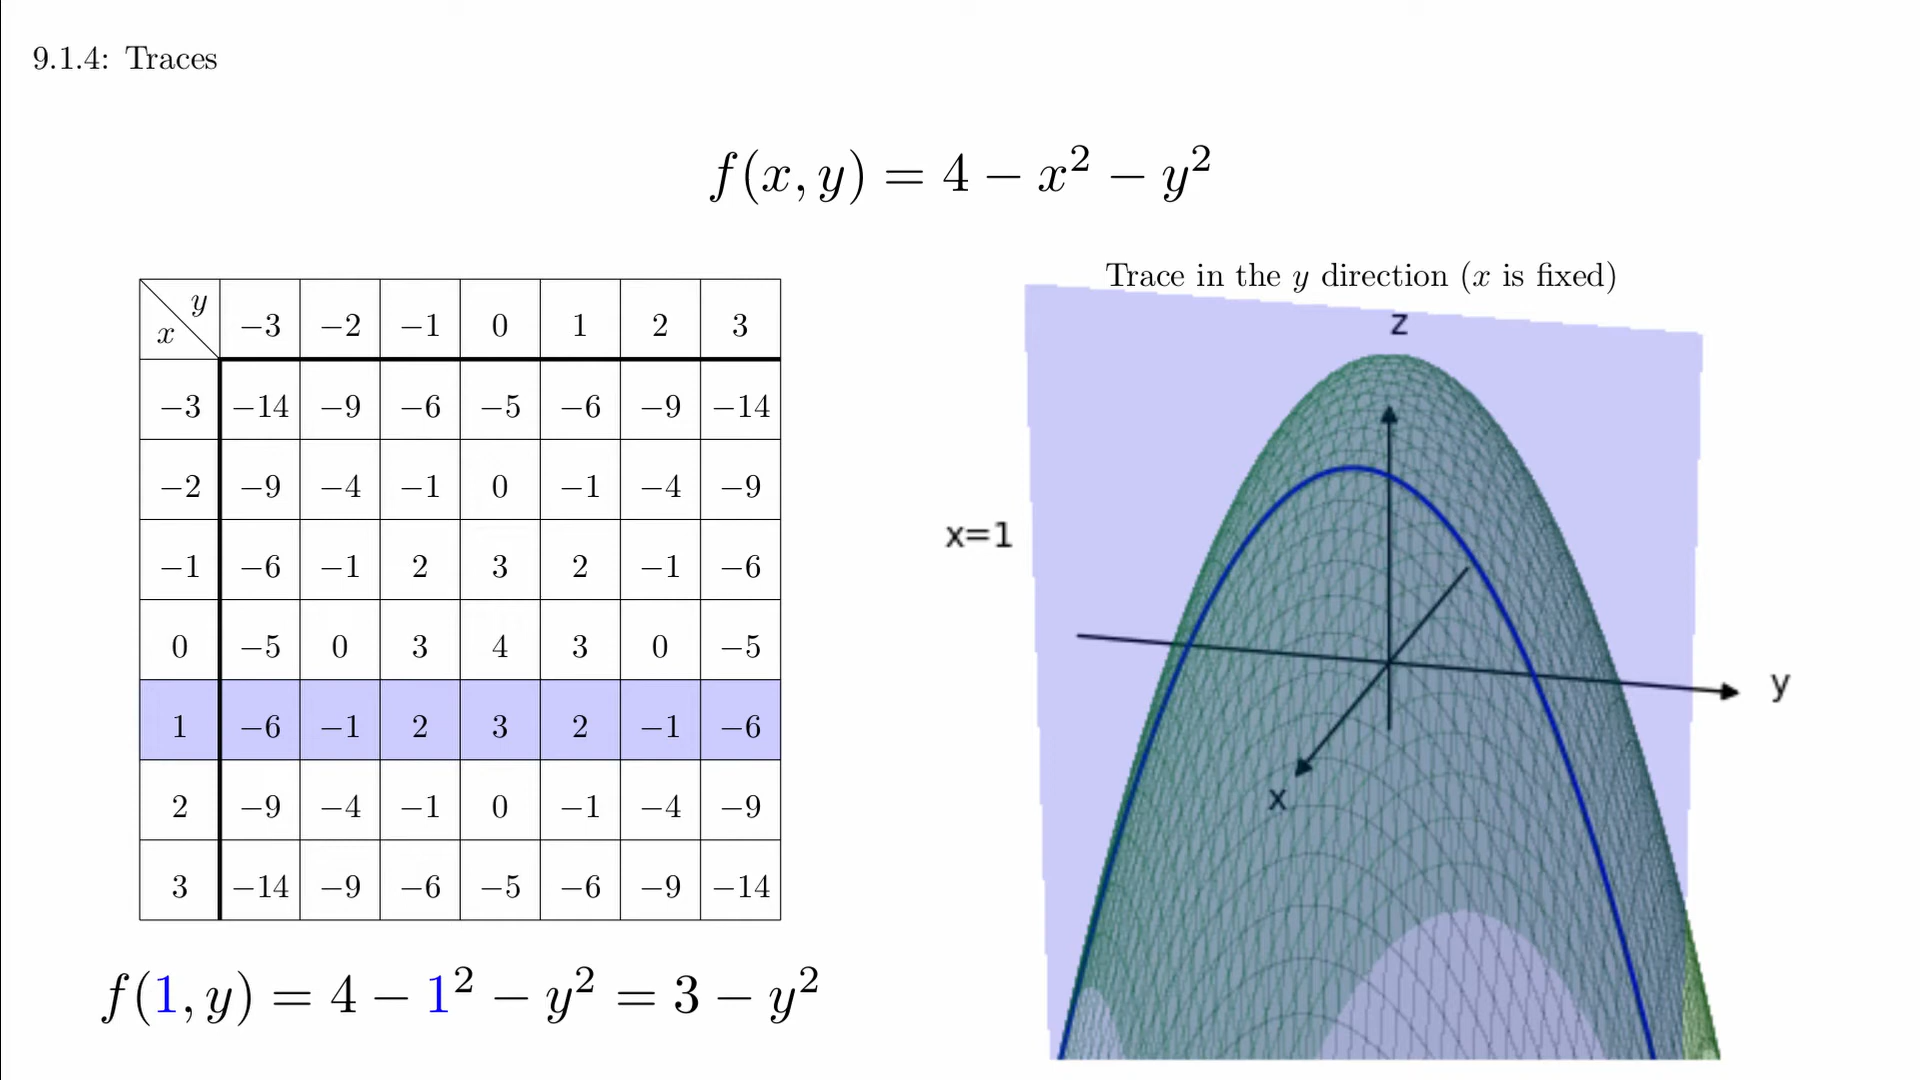 9.1.4: Traces
f(x, y) = 4 − x² − y²
y
x
−3 −2 −1 0 1 2 3
−3 −14 −9 −6 −5 −6 −9 −14
−2 −9 −4 −1 0 −1 −4 −9
−1 −6 −1 2 3 2 −1 −6
0 −5 0 3 4 3 0 −5
1 −6 −1 2 3 2 −1 −6
2 −9 −4 −1 0 −1 −4 −9
3 −14 −9 −6 −5 −6 −9 −14
f(1, y) = 4 − 1² − y² = 3 − y²
Trace in the y direction (x is fixed)
z
x=1
y
x